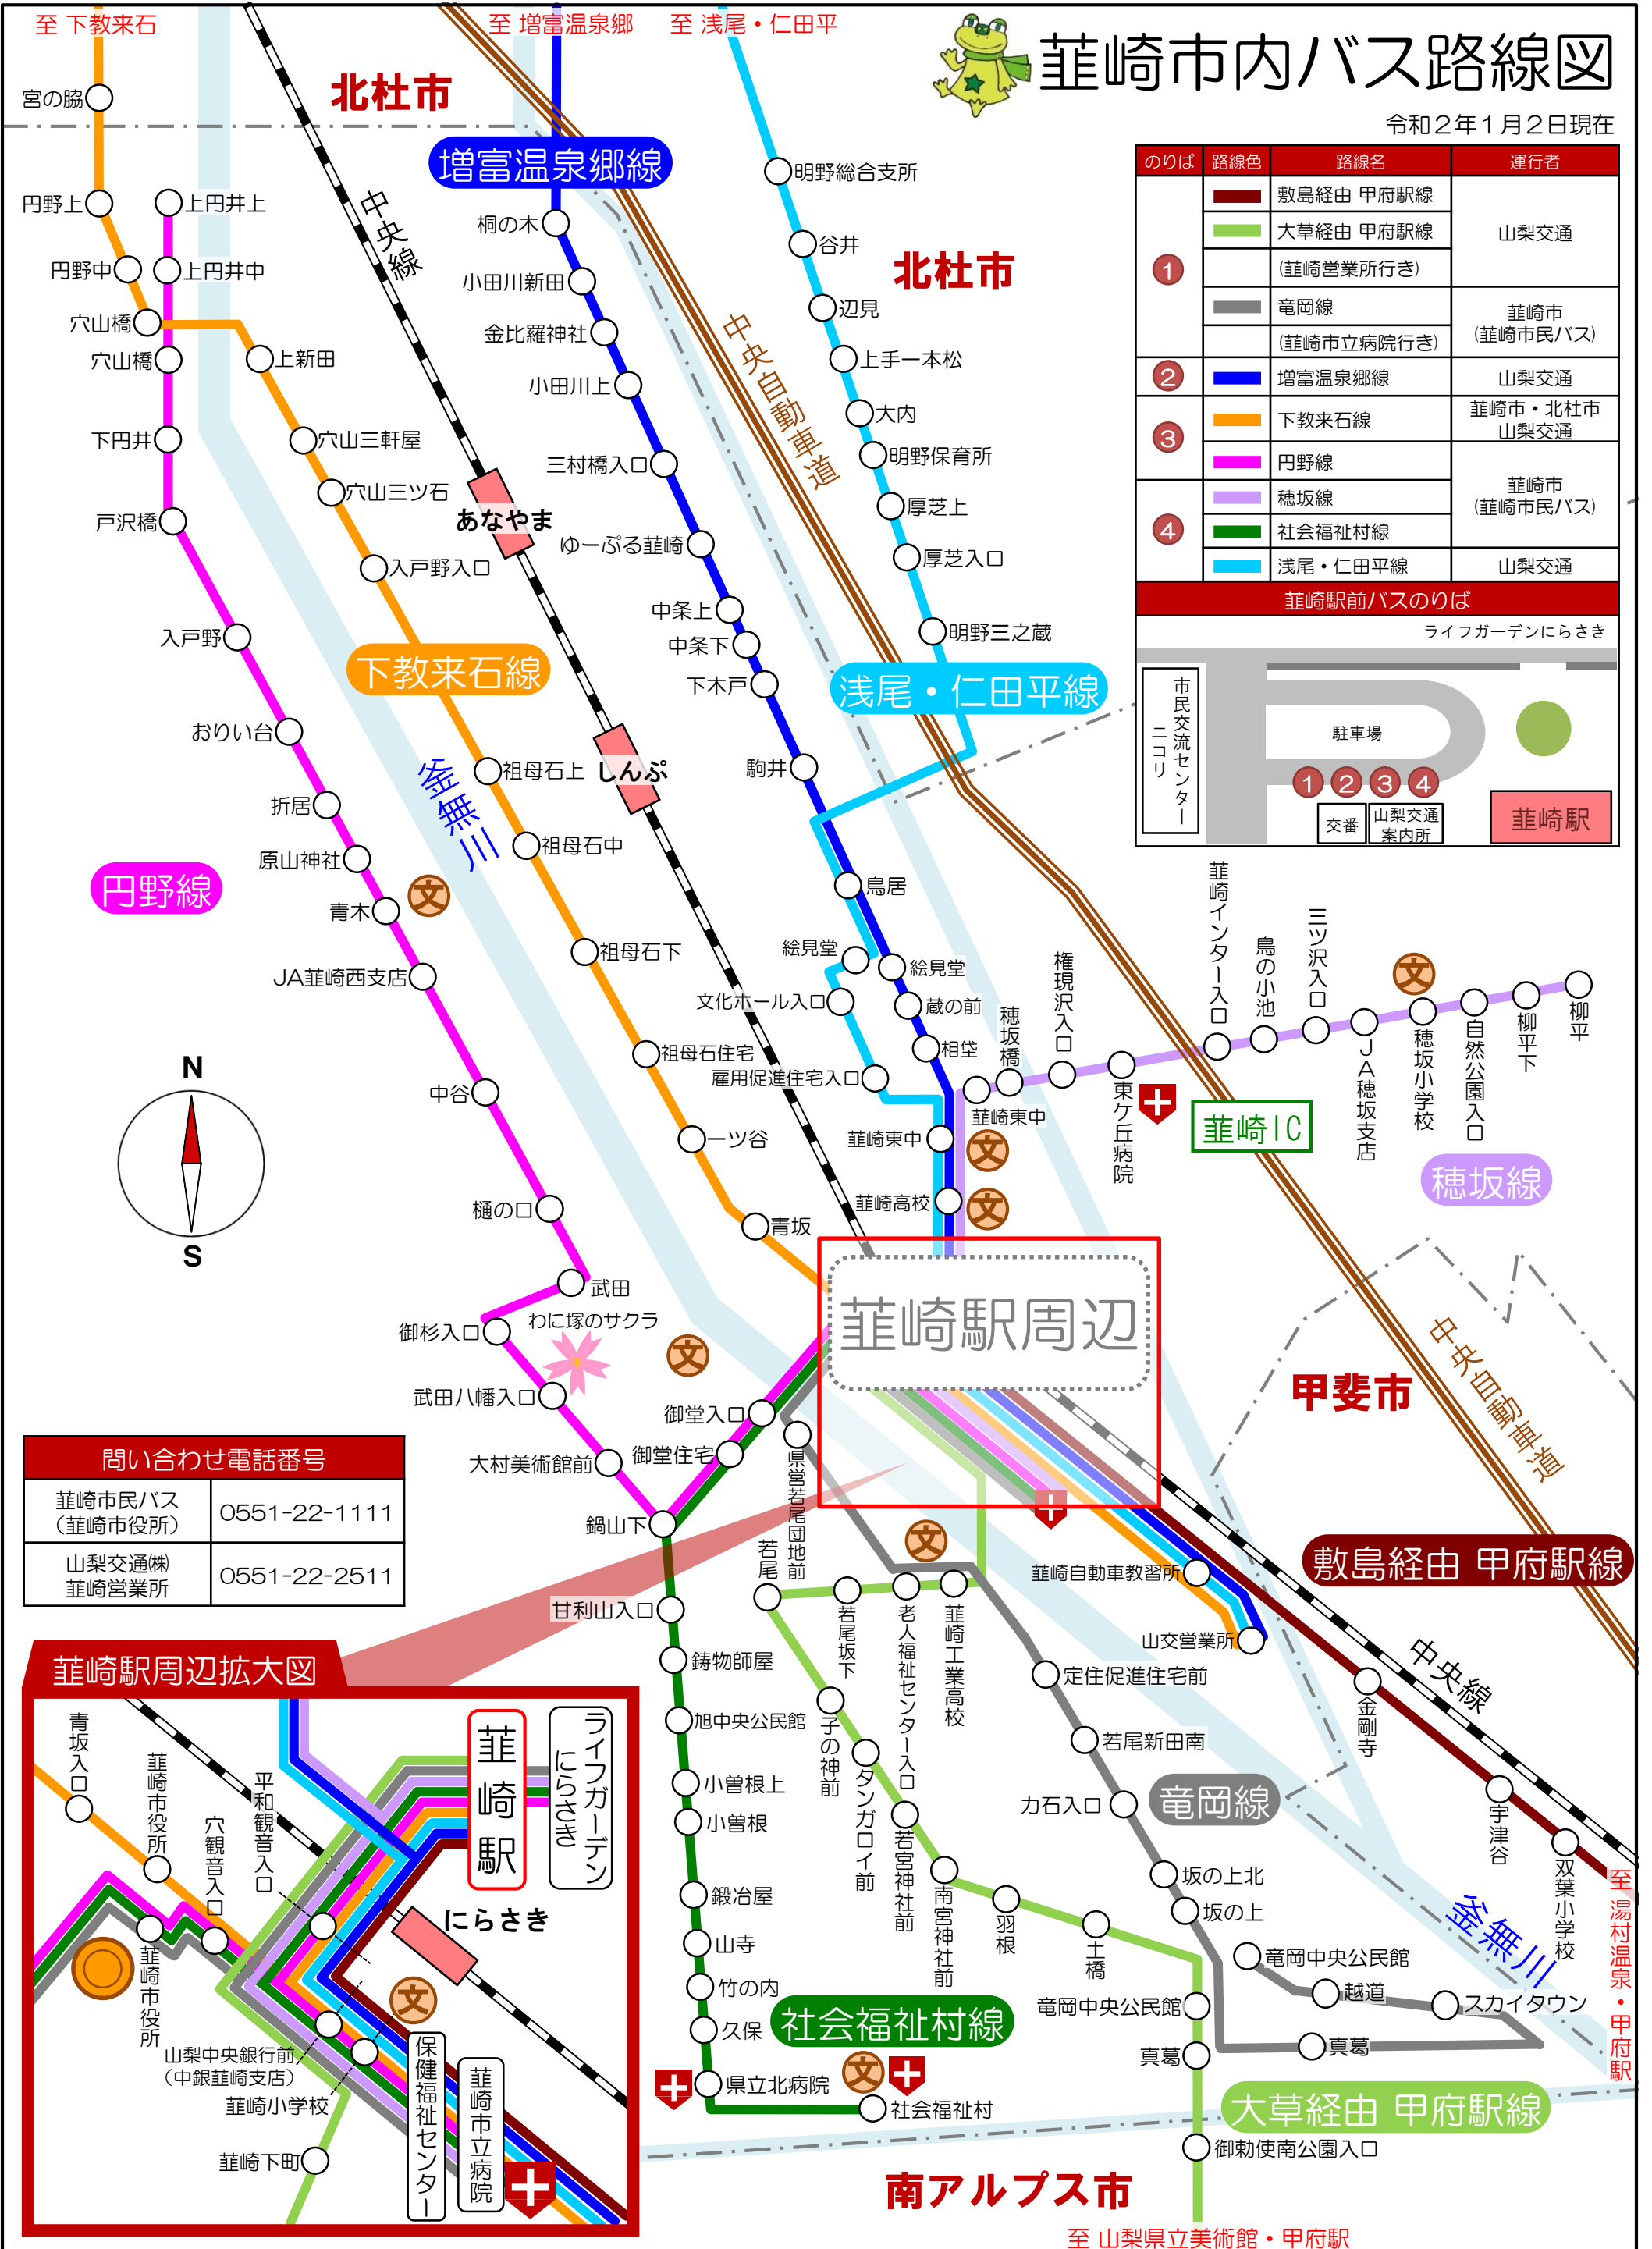 韮崎市内バス路線図
令和2年1月2日現在
至 下教来石
至 増富温泉郷
至 浅尾・仁田平
北杜市
北杜市
のりば 路線色 路線名 運行者
① 敷島経由 甲府駅線 山梨交通
大草経由 甲府駅線
(韮崎営業所行き)
竜岡線 韮崎市
(韮崎市民バス)
(韮崎市立病院行き)
② 増富温泉郷線 山梨交通
③ 下教来石線 韮崎市・北杜市
山梨交通
円野線 韮崎市
(韮崎市民バス)
④ 穂坂線
社会福祉村線
浅尾・仁田平線 山梨交通
韮崎駅前バスのりば
ライフガーデンにらさき
市民交流センター
ニコリ
駐車場
① ② ③ ④
交番
山梨交通
案内所
韮崎駅
宮の脇
円野上
円野中
穴山橋
上新田
穴山三軒屋
穴山三ツ石
入戸野入口
下教来石線
祖母石上
祖母石中
祖母石下
祖母石住宅
一ツ谷
青坂
上円井上
上円井中
穴山橋
下円井
戸沢橋
入戸野
おりい台
折居
原山神社
円野線
青木
文
JA韮崎西支店
中谷
樋の口
武田
御杉入口
わに塚のサクラ
武田八幡入口
大村美術館前
鍋山下
御堂入口
御堂住宅
文
中央線
あなやま
しんぷ
釜無川
増富温泉郷線
桐の木
小田川新田
金比羅神社
小田川上
三村橋入口
ゆーぷる韮崎
中条上
中条下
下木戸
駒井
鳥居
絵見堂
蔵の前
相垈
中央自動車道
明野総合支所
谷井
辺見
上手一本松
大内
明野保育所
厚芝上
厚芝入口
明野三之蔵
浅尾・仁田平線
絵見堂
文化ホール入口
雇用促進住宅入口
韮崎東中
韮崎高校
文
文
韮崎東中
穂坂橋
権現沢入口
東ケ丘病院
韮崎インター入口
鳥の小池
三ツ沢入口
JA穂坂支店
文
穂坂小学校
自然公園入口
柳平下
柳平
韮崎IC
穂坂線
N
S
韮崎駅周辺
甲斐市
中央自動車道
敷島経由 甲府駅線
問い合わせ電話番号
韮崎市民バス
(韮崎市役所)
0551-22-1111
山梨交通㈱
韮崎営業所
0551-22-2511
県営若尾団地前
文
若尾
若尾坂下
老人福祉センター入口
韮崎工業高校
子の神前
タンガロイ前
若宮神社前
南宮神社前
羽根
土橋
竜岡中央公民館
真葛
大草経由 甲府駅線
御勅使南公園入口
至 山梨県立美術館・甲府駅
韮崎自動車教習所
山交営業所
中央線
金剛寺
宇津谷
双葉小学校
至 湯村温泉・甲府駅
釜無川
定住促進住宅前
若尾新田南
力石入口
竜岡線
坂の上北
坂の上
竜岡中央公民館
越道
スカイタウン
真葛
甘利山入口
鋳物師屋
旭中央公民館
小曽根上
小曽根
鍛冶屋
山寺
竹の内
久保
社会福祉村線
県立北病院
文
社会福祉村
南アルプス市
韮崎駅周辺拡大図
青坂入口
韮崎市役所
穴観音入口
平和観音入口
韮崎駅
ライフガーデン
にらさき
にらさき
韮崎市役所
文
山梨中央銀行前
(中銀韮崎支店)
韮崎小学校
韮崎下町
保健福祉センター
韮崎市立病院